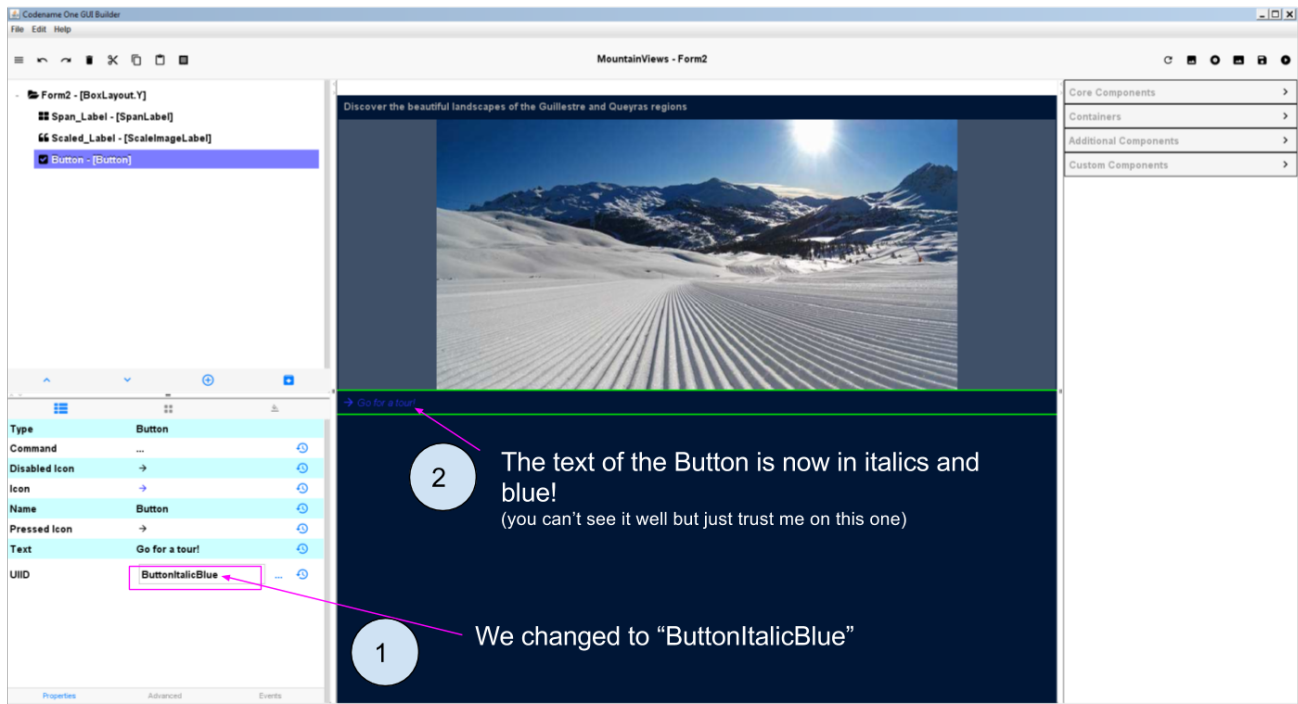 Codename One GUI Builder
File Edit Help
MountainViews - Form2
- Form2 - [BoxLayout.Y]
Span_Label - [SpanLabel]
Scaled_Label - [ScaleImageLabel]
Button - [Button]
Discover the beautiful landscapes of the Guillestre and Queyras regions
Core Components
Containers
Additional Components
Custom Components
→ Go for a tour!
Type Button
Command ...
Disabled Icon →
Icon →
Name Button
Pressed Icon →
Text Go for a tour!
UIID ButtonItalicBlue ...
Properties Advanced Events
2
The text of the Button is now in italics and
blue!
(you can't see it well but just trust me on this one)
1
We changed to “ButtonItalicBlue”